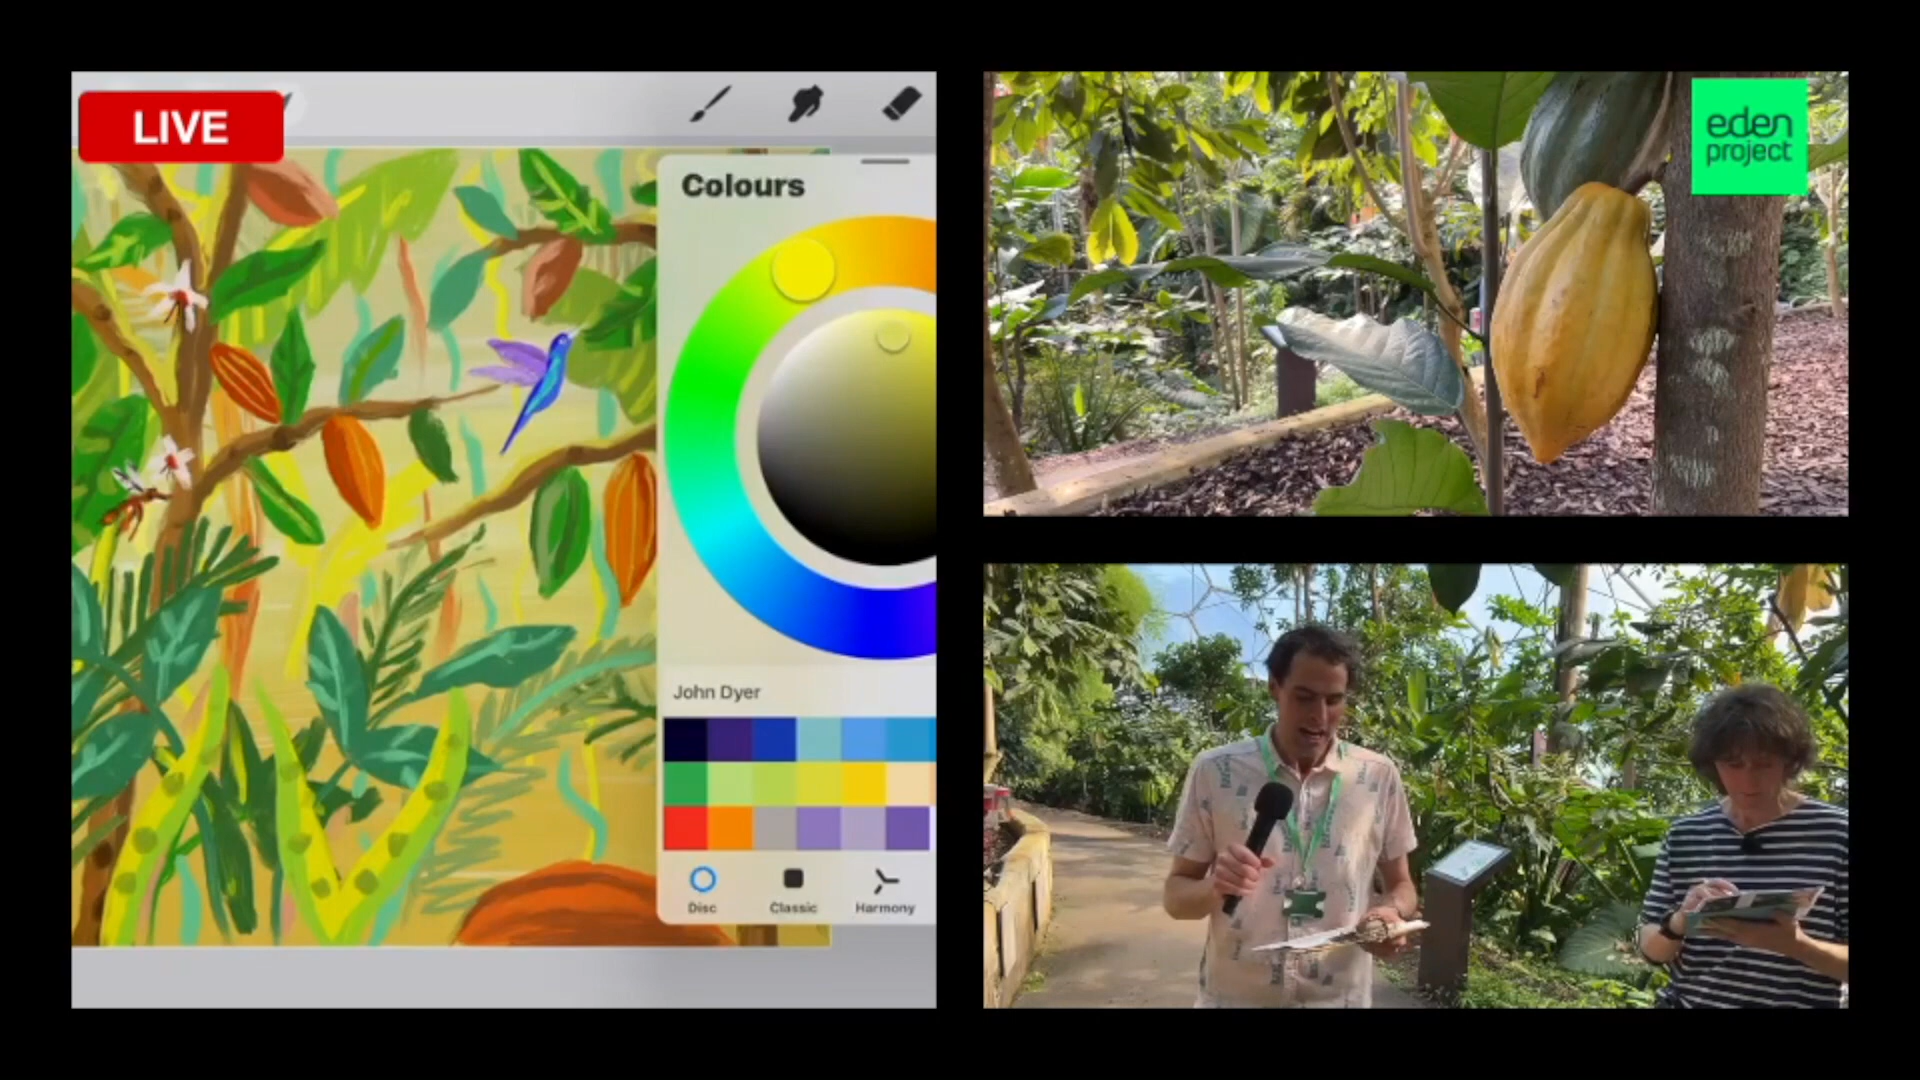 LIVE
Colours
John Dyer
Disc
Classic
Harmony
eden
project